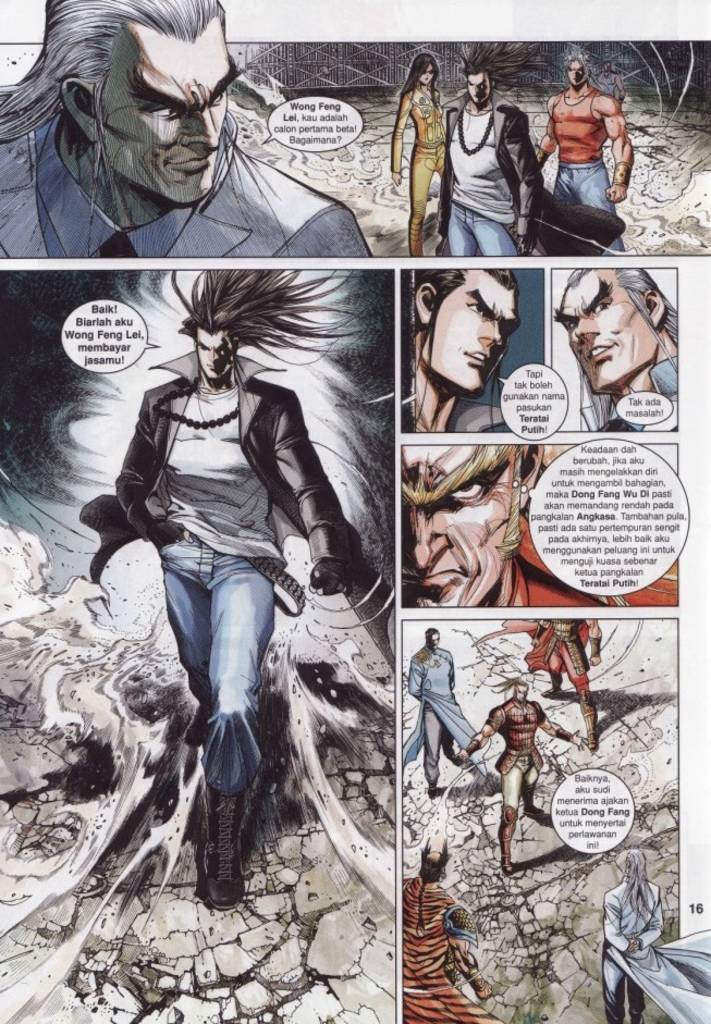 Wong Feng
Lei, kau adalah
calon pertama beta!
Bagaimana?
Baik!
Biarlah aku
Wong Feng Lei,
membayar
jasamu!
Tapi
tak boleh
gunakan nama
pasukan
Teratai
Putih!
Tak ada
masalah!
Keadaan dah
berubah, jika aku
masih mengelakkan diri
untuk mengambil bahagian,
maka Dong Fang Wu Di pasti
akan memandang rendah pada
pangkalan Angkasa. Tambahan pula,
pasti ada satu pertempuran sengit
pada akhirnya, lebih baik aku
menggunakan peluang ini untuk
menguji kuasa sebenar
ketua pangkalan
Teratai Putih!
Baiknya,
aku sudi
menerima ajakan
ketua Dong Fang
untuk menyertai
perlawanan
ini!
16